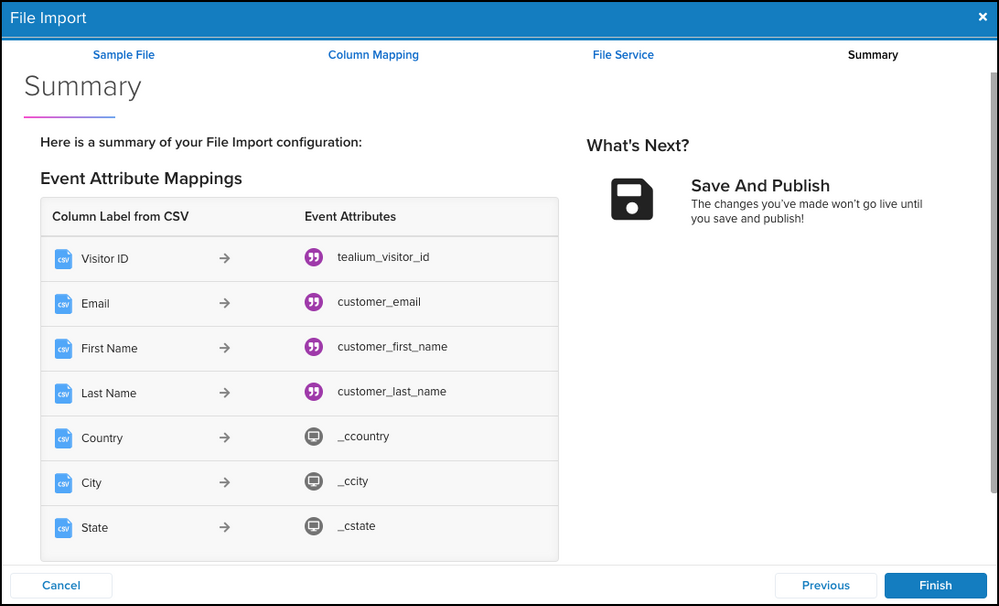 File Import
Sample File
Column Mapping
File Service
Summary
Summary
Here is a summary of your File Import configuration:
Event Attribute Mappings
Column Label from CSV
Event Attributes
CSV
Visitor ID
tealium_visitor_id
CSV
Email
customer_email
CSV
First Name
customer_first_name
CSV
Last Name
customer_last_name
CSV
Country
_ccountry
CSV
City
_ccity
CSV
State
_cstate
What's Next?
Save And Publish
The changes you've made won't go live until
you save and publish!
Cancel
Previous
Finish